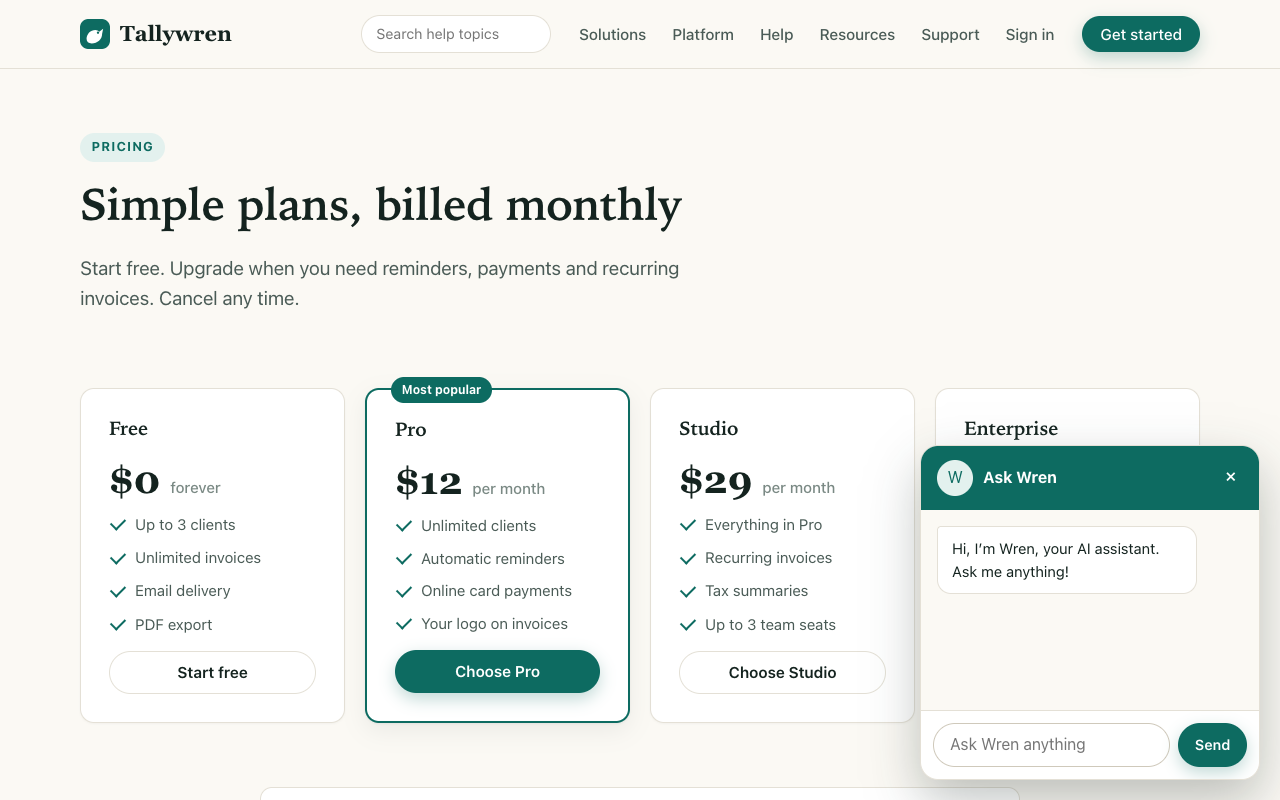 Tallywren
Search help topics
Solutions
Platform
Help
Resources
Support
Sign in
Get started
PRICING
Simple plans, billed monthly
Start free. Upgrade when you need reminders, payments and recurring
invoices. Cancel any time.
Free
$0 forever
Up to 3 clients
Unlimited invoices
Email delivery
PDF export
Start free
Most popular
Pro
$12 per month
Unlimited clients
Automatic reminders
Online card payments
Your logo on invoices
Choose Pro
Studio
$29 per month
Everything in Pro
Recurring invoices
Tax summaries
Up to 3 team seats
Choose Studio
Enterprise
W
Ask Wren
×
Hi, I’m Wren, your AI assistant.
Ask me anything!
Ask Wren anything
Send